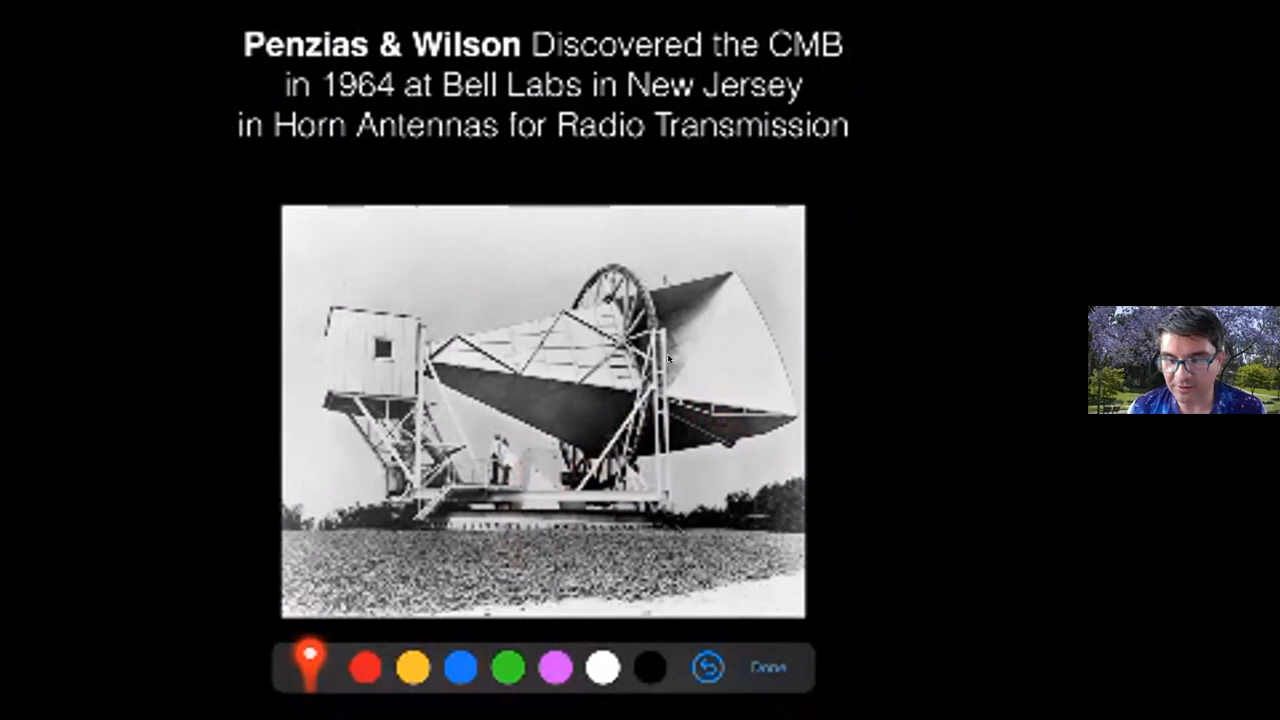 Penzias & Wilson Discovered the CMB
in 1964 at Bell Labs in New Jersey
in Horn Antennas for Radio Transmission
Done